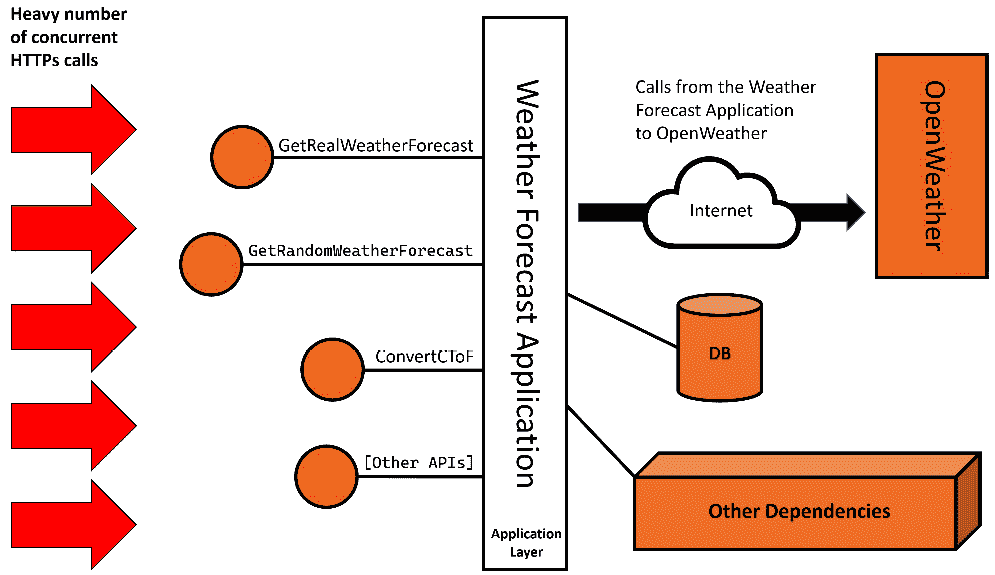 Heavy number
of concurrent
HTTPs calls
GetRealWeatherForecast
GetRandomWeatherForecast
ConvertCToF
[Other APIs]
Weather Forecast Application
Application
Layer
Calls from the Weather
Forecast Application
to OpenWeather
Internet
OpenWeather
DB
Other Dependencies